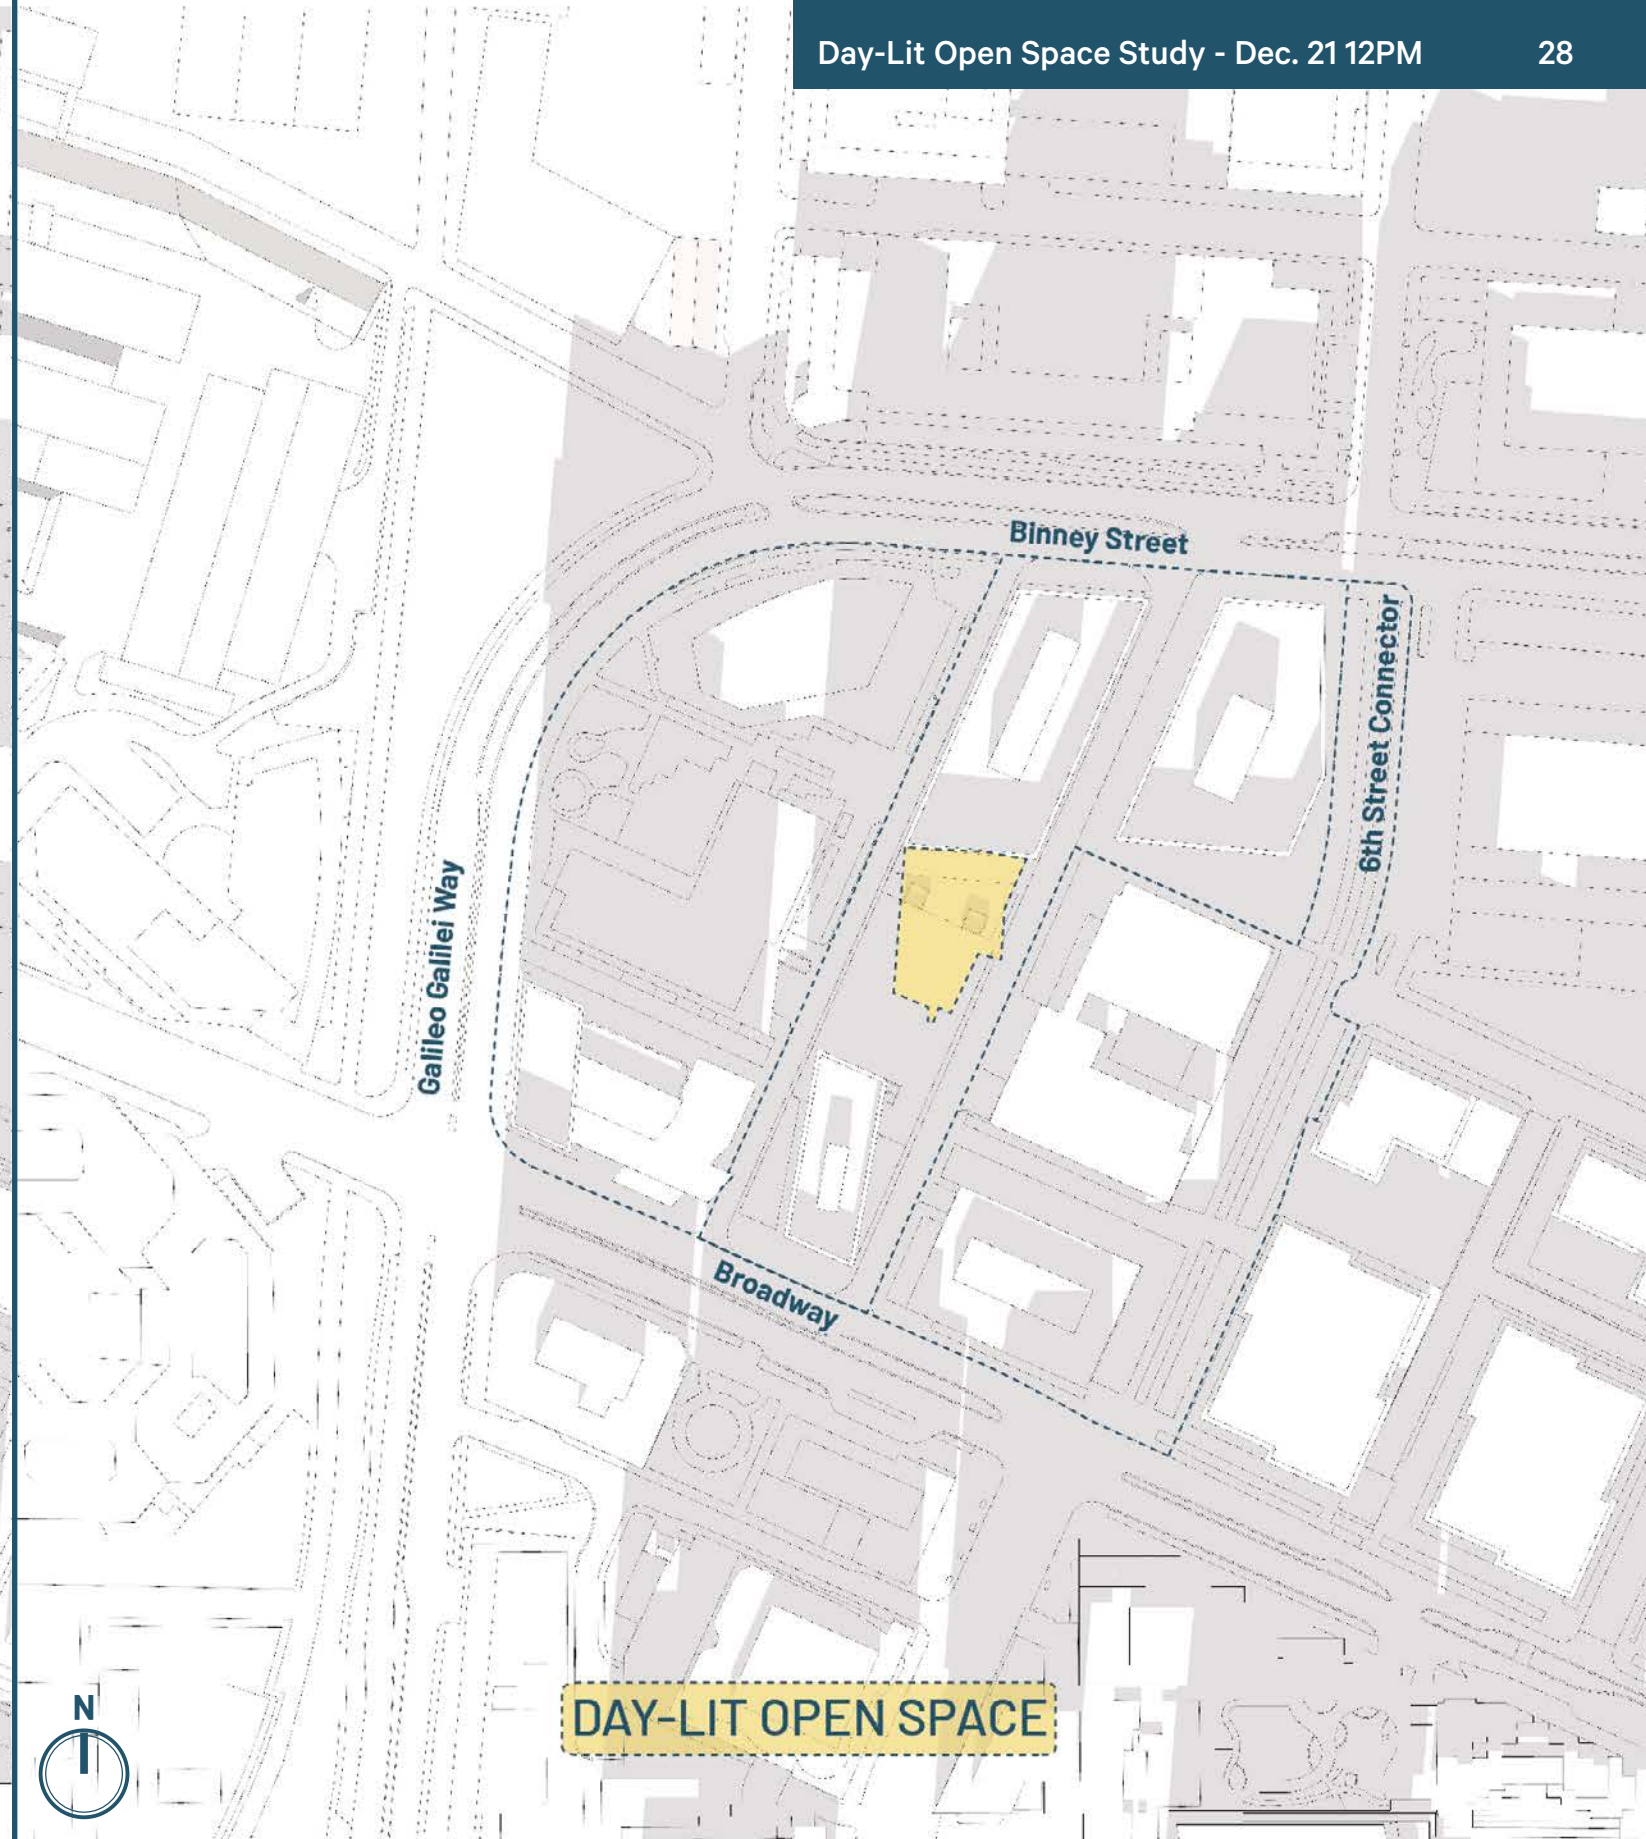 Day-Lit Open Space Study - Dec. 21 12PM 28
Binney Street
6th Street Connector
Galileo Galilei Way
Broadway
DAY-LIT OPEN SPACE
N